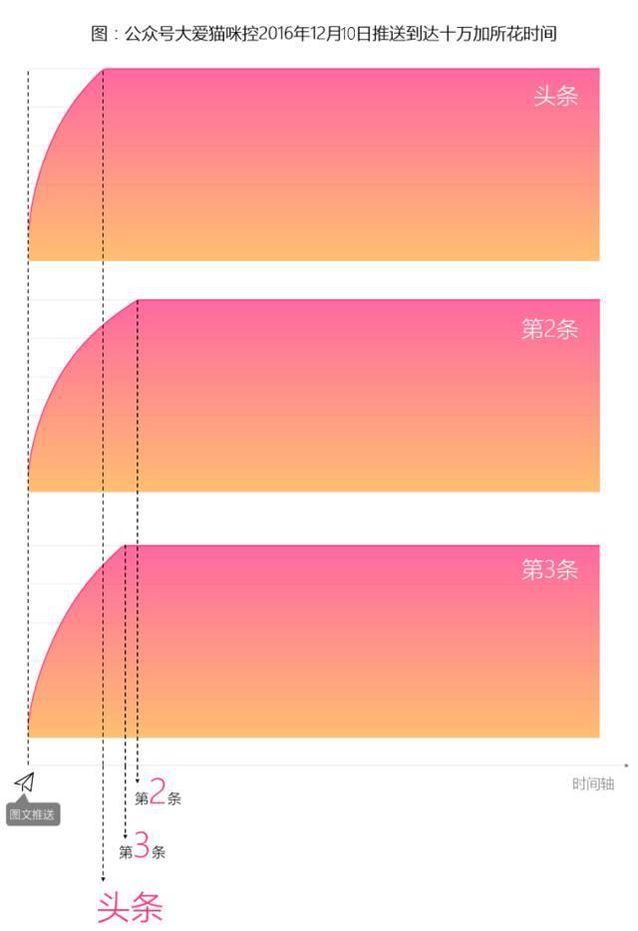 图：公众号大爱猫咪控2016年12月10日推送到达十万加所花时间
头条
第2条
第3条
时间轴
图文推送
第2条
第3条
头条